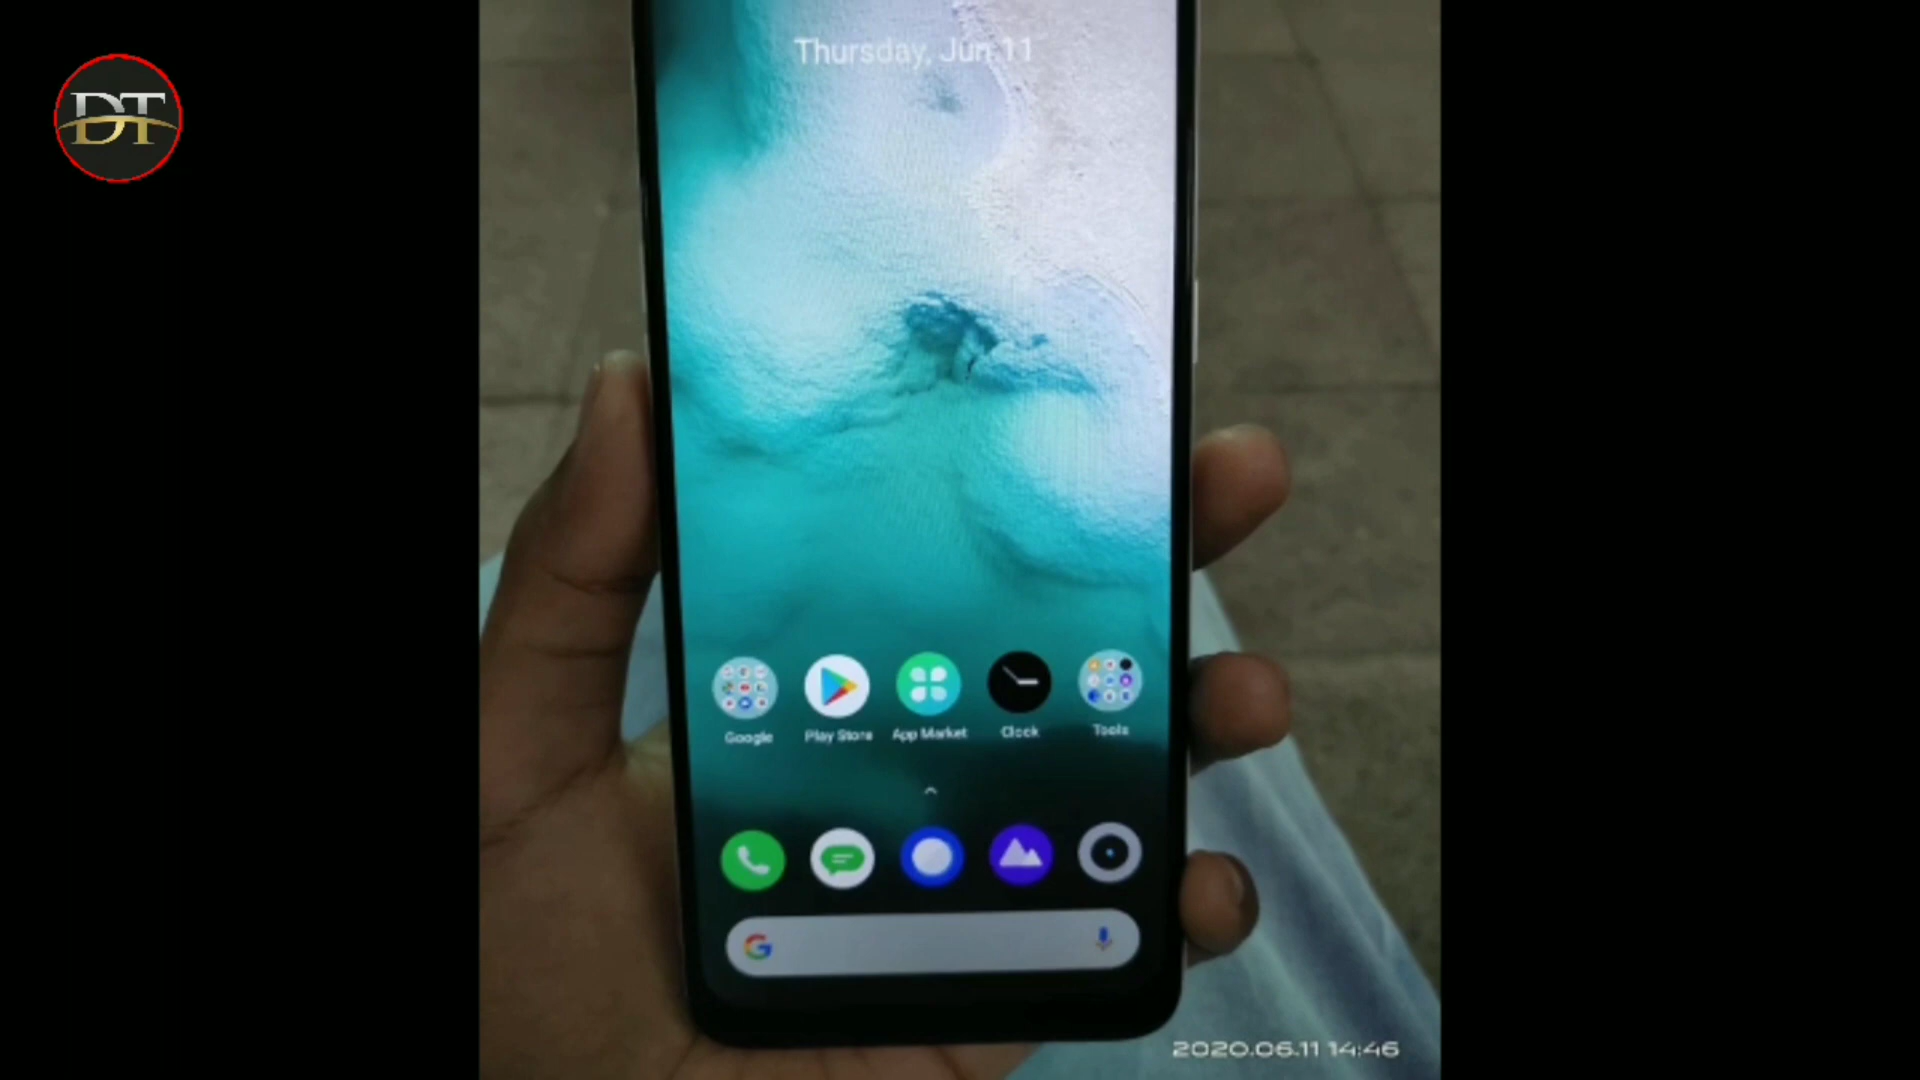 DT
Thursday, Jun 11
Google
Play Store
App Market
Clock
Tools
G
2020.06.11 14:46